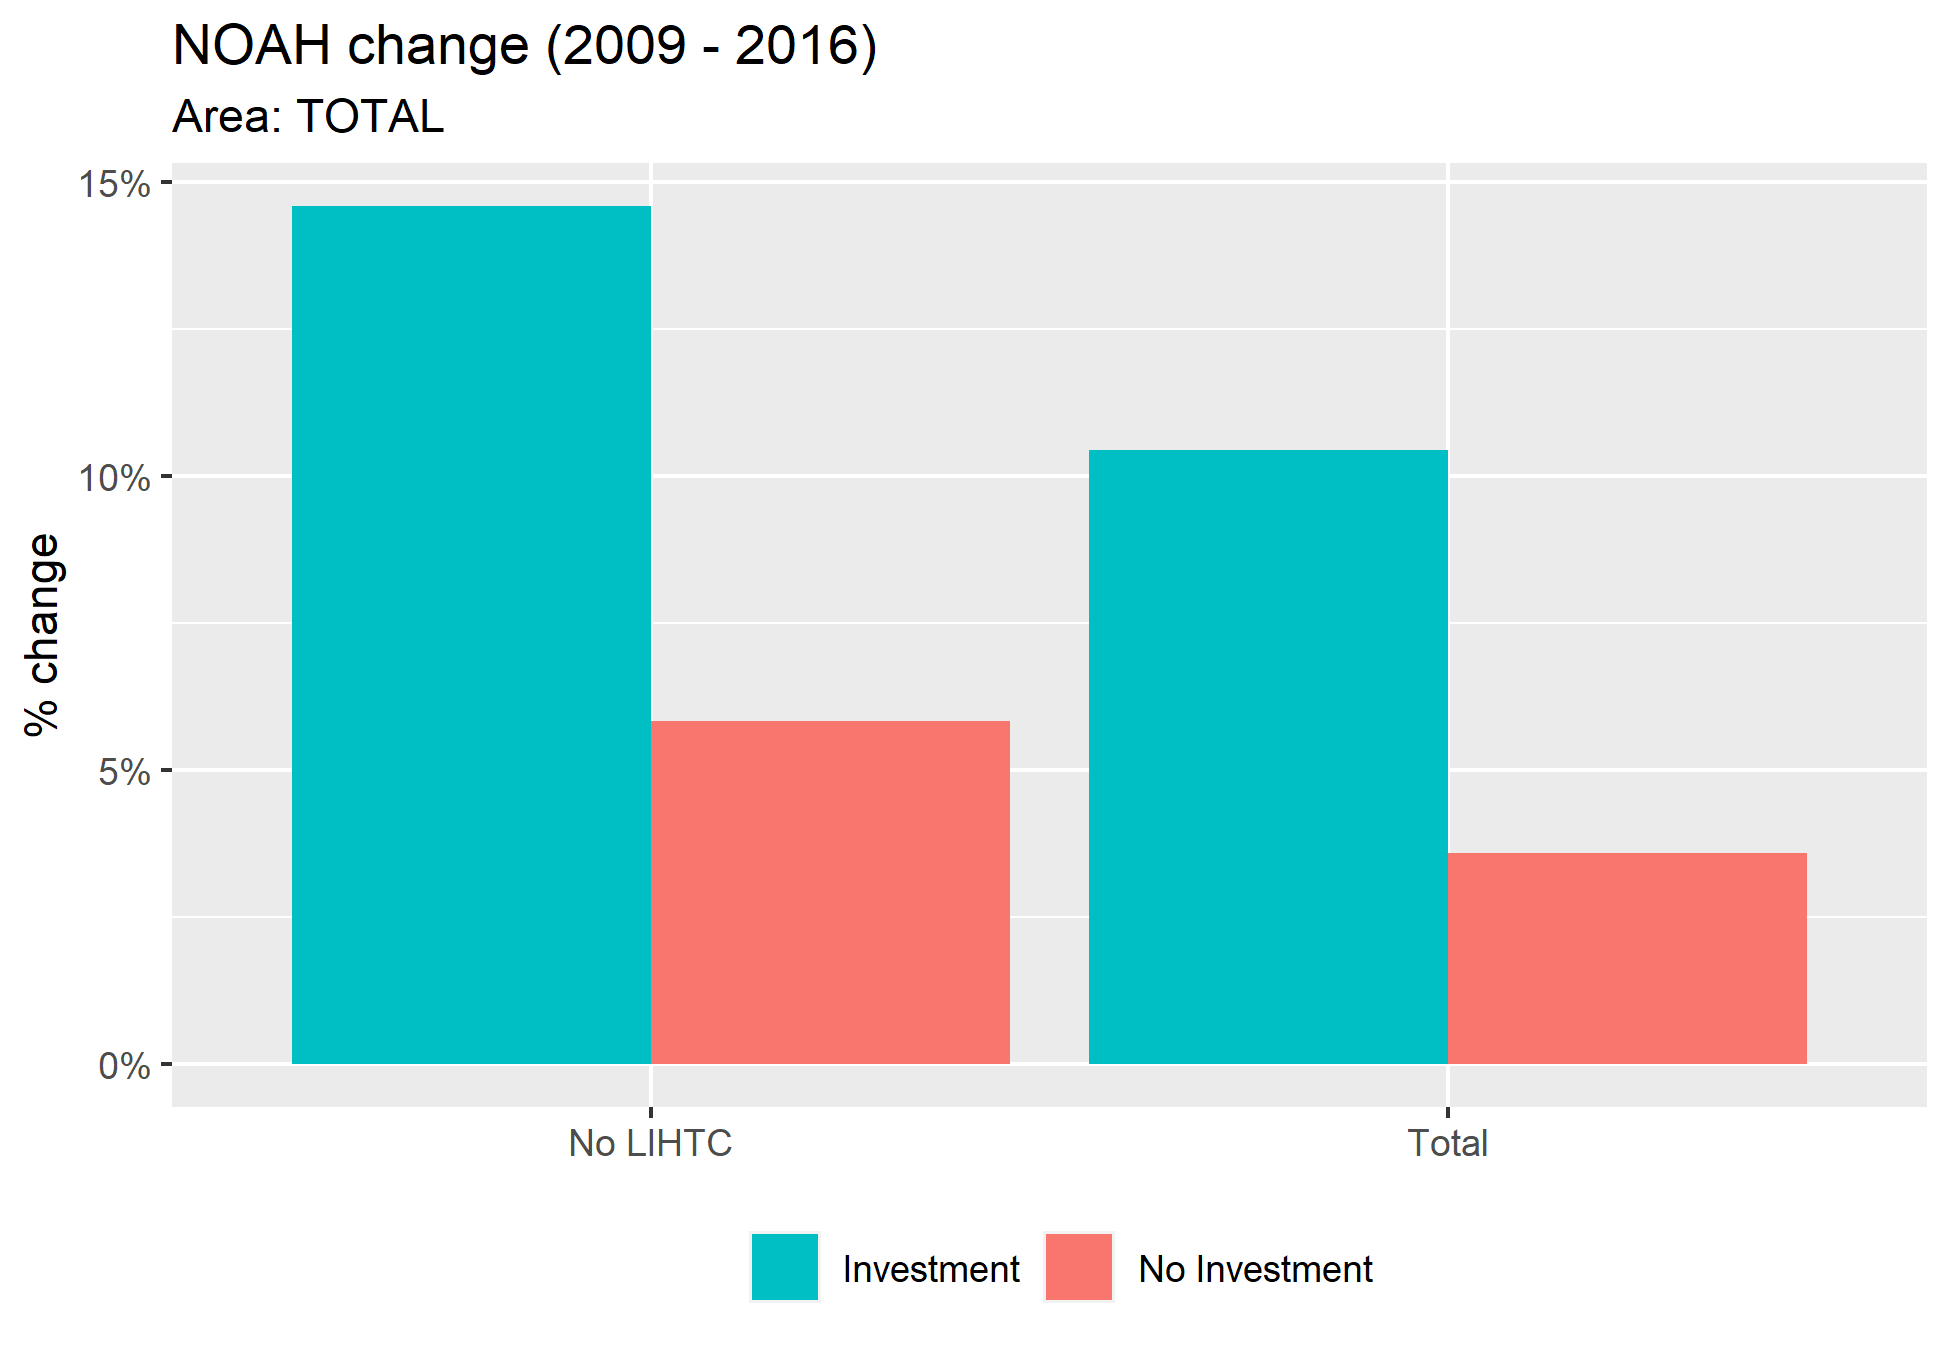 NOAH change (2009 - 2016)
Area: TOTAL
15%
10%
5%
0%
% change
No LIHTC
Total
Investment
No Investment